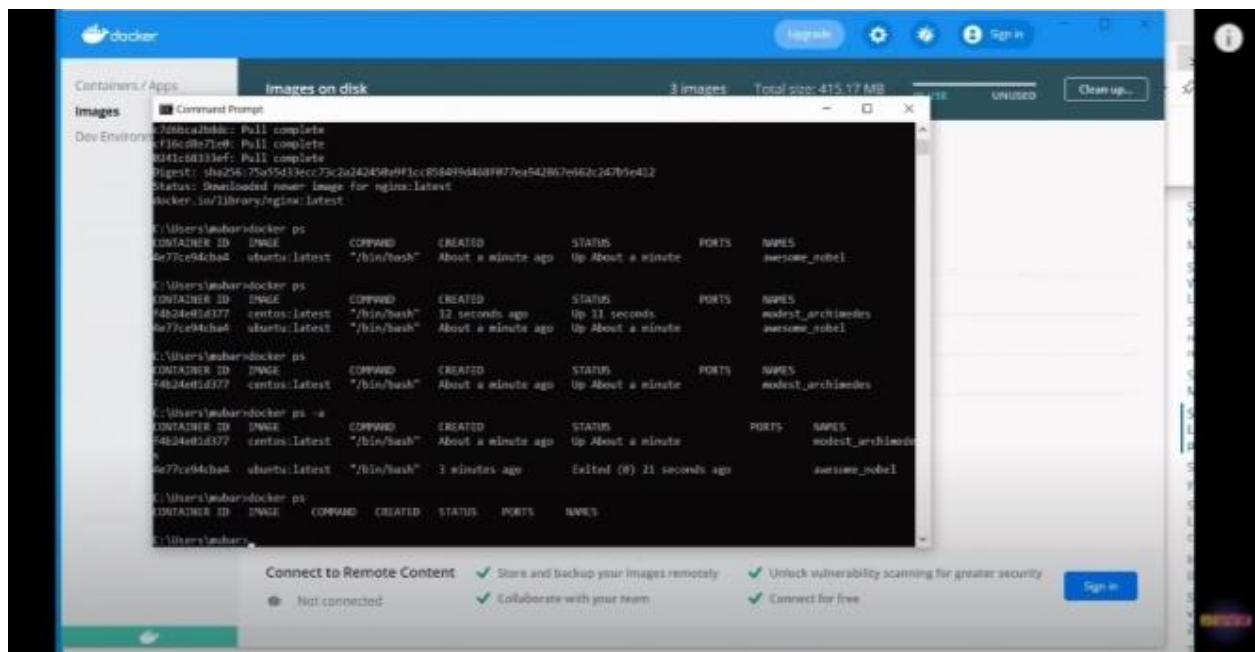 docker
Upgrade
Sign in
Containers / Apps
Images on disk
3 images
Total size: 415.17 MB
IN USE
UNUSED
Clean up...
Images
Command Prompt
Pull complete
Pull complete
Pull complete
Status: Downloaded newer image for nginx:latest
docker.io/library/nginx:latest
C:\Users\mubar>docker ps
CONTAINER ID IMAGE COMMAND CREATED STATUS PORTS NAMES
4e77ce94cba4 ubuntu:latest "/bin/bash" About a minute ago Up About a minute awesome_nobel
C:\Users\mubar>docker ps
CONTAINER ID IMAGE COMMAND CREATED STATUS PORTS NAMES
f4b24e01d377 centos:latest "/bin/bash" 12 seconds ago Up 11 seconds modest_archimedes
4e77ce94cba4 ubuntu:latest "/bin/bash" About a minute ago Up About a minute awesome_nobel
C:\Users\mubar>docker ps
CONTAINER ID IMAGE COMMAND CREATED STATUS PORTS NAMES
f4b24e01d377 centos:latest "/bin/bash" About a minute ago Up About a minute modest_archimedes
C:\Users\mubar>docker ps -a
CONTAINER ID IMAGE COMMAND CREATED STATUS PORTS NAMES
f4b24e01d377 centos:latest "/bin/bash" About a minute ago Up About a minute modest_archimede
s
4e77ce94cba4 ubuntu:latest "/bin/bash" 3 minutes ago Exited (0) 21 seconds ago awesome_nobel
C:\Users\mubar>docker ps
CONTAINER ID IMAGE COMMAND CREATED STATUS PORTS NAMES
C:\Users\mubar>
Connect to Remote Content
Not connected
Store and backup your images remotely
Collaborate with your team
Unlock vulnerability scanning for greater security
Connect for free
Sign in